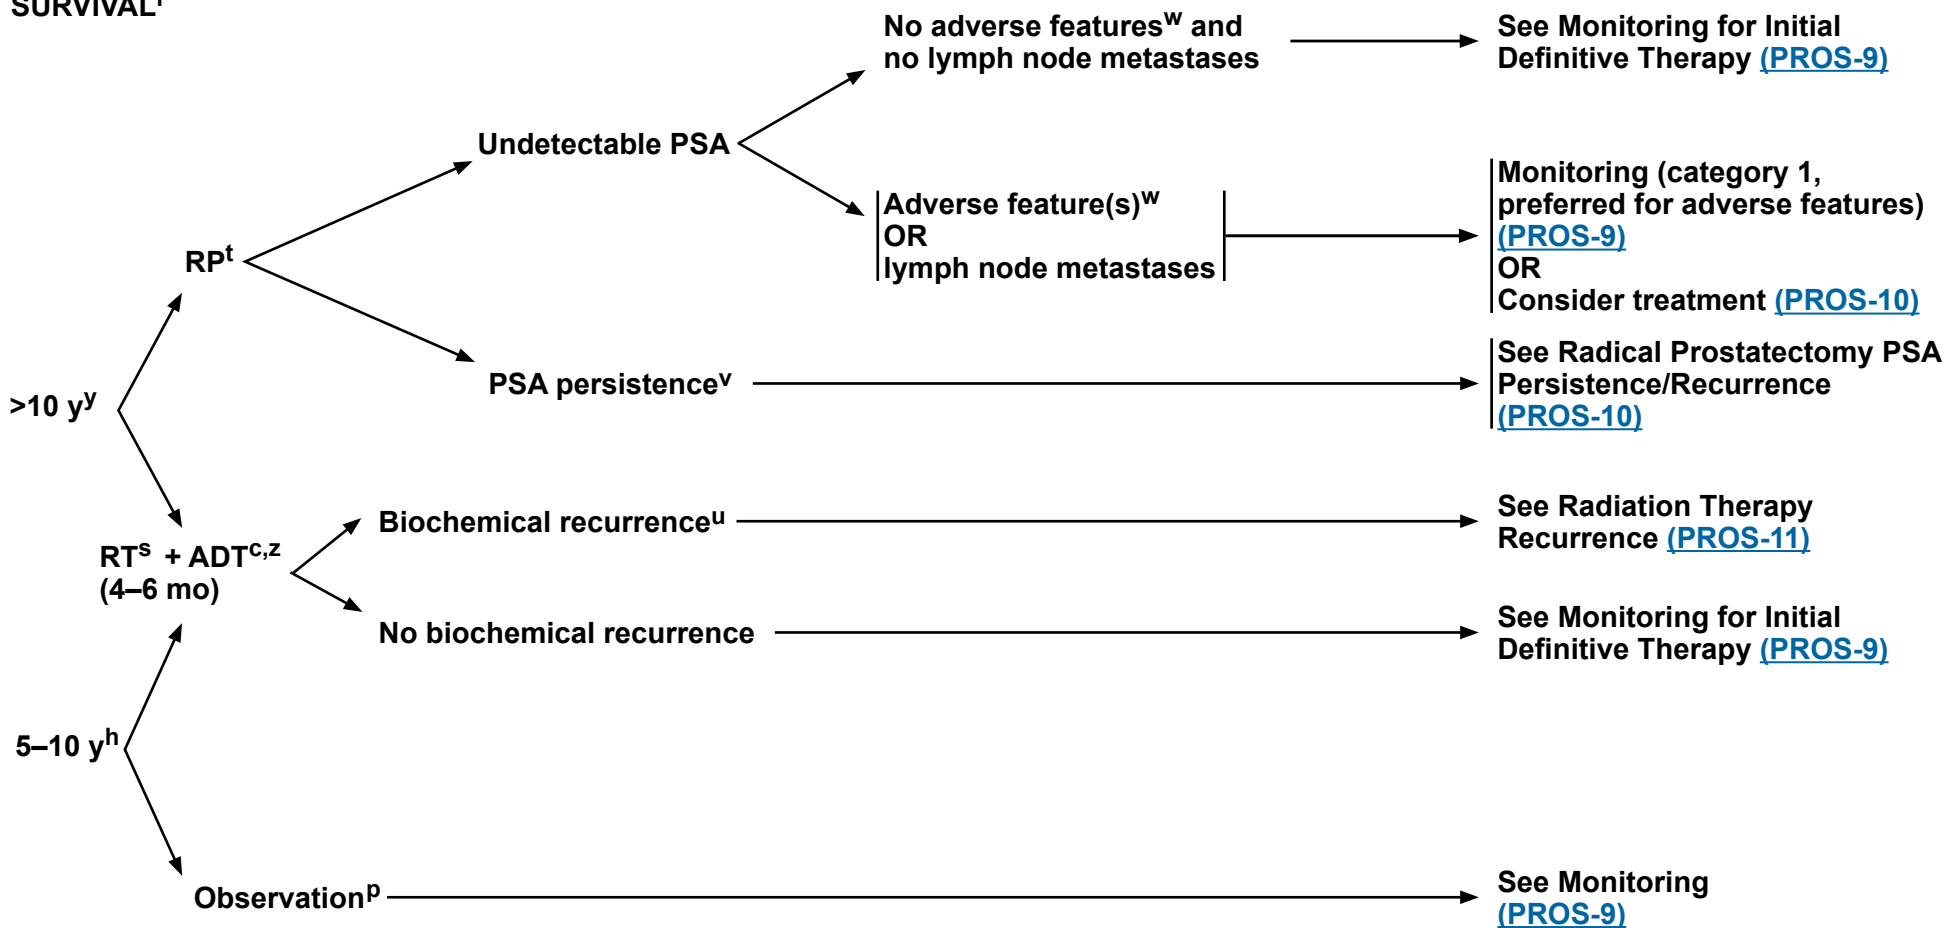 SURVIVAL
No adverse featuresʷ and
no lymph node metastases
See Monitoring for Initial
Definitive Therapy (PROS-9)
Undetectable PSA
Adverse feature(s)ʷ
OR
lymph node metastases
Monitoring (category 1,
preferred for adverse features)
(PROS-9)
OR
Consider treatment (PROS-10)
RPᵗ
PSA persistenceᵛ
See Radical Prostatectomy PSA
Persistence/Recurrence
(PROS-10)
>10 yʸ
Biochemical recurrenceᵘ
See Radiation Therapy
Recurrence (PROS-11)
RTˢ + ADTᶜ,ᶻ
(4–6 mo)
No biochemical recurrence
See Monitoring for Initial
Definitive Therapy (PROS-9)
5–10 yʰ
Observationᵖ
See Monitoring
(PROS-9)